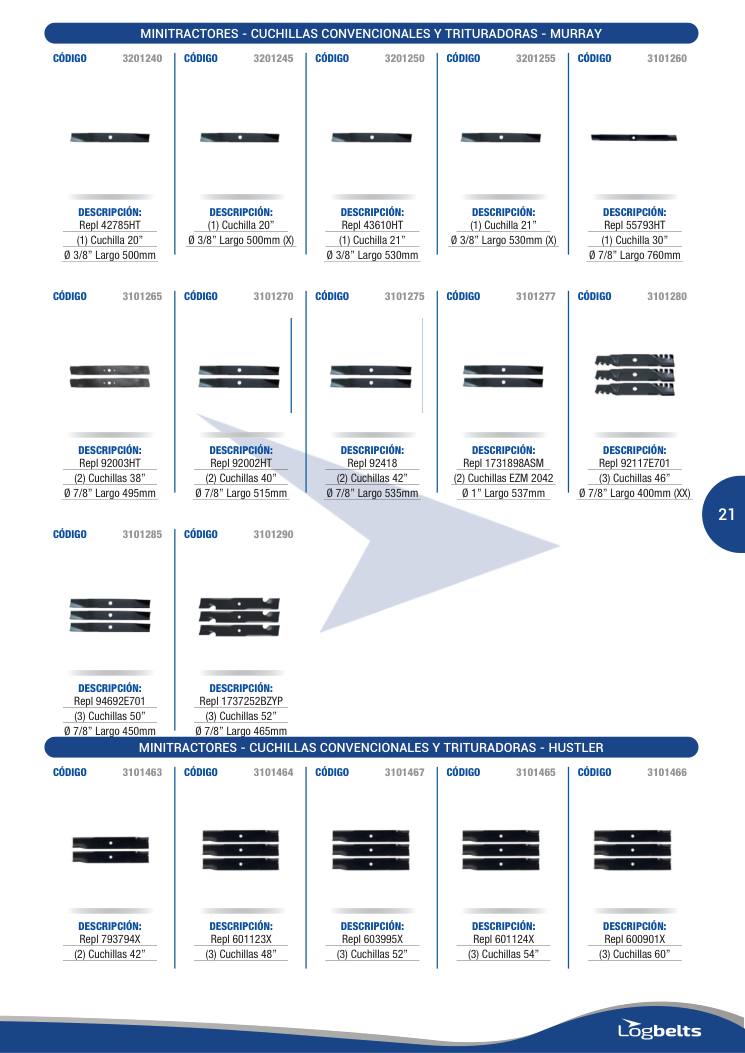 MINITRACTORES - CUCHILLAS CONVENCIONALES Y TRITURADORAS - MURRAY
CÓDIGO 3201240
DESCRIPCIÓN:
Repl 42785HT
(1) Cuchilla 20”
Ø 3/8” Largo 500mm
CÓDIGO 3201245
DESCRIPCIÓN:
(1) Cuchilla 20”
Ø 3/8” Largo 500mm (X)
CÓDIGO 3201250
DESCRIPCIÓN:
Repl 43610HT
(1) Cuchilla 21”
Ø 3/8” Largo 530mm
CÓDIGO 3201255
DESCRIPCIÓN:
(1) Cuchilla 21”
Ø 3/8” Largo 530mm (X)
CÓDIGO 3101260
DESCRIPCIÓN:
Repl 55793HT
(1) Cuchilla 30”
Ø 7/8” Largo 760mm
CÓDIGO 3101265
DESCRIPCIÓN:
Repl 92003HT
(2) Cuchillas 38”
Ø 7/8” Largo 495mm
CÓDIGO 3101270
DESCRIPCIÓN:
Repl 92002HT
(2) Cuchillas 40”
Ø 7/8” Largo 515mm
CÓDIGO 3101275
DESCRIPCIÓN:
Repl 92418
(2) Cuchillas 42”
Ø 7/8” Largo 535mm
CÓDIGO 3101277
DESCRIPCIÓN:
Repl 1731898ASM
(2) Cuchillas EZM 2042
Ø 1” Largo 537mm
CÓDIGO 3101280
DESCRIPCIÓN:
Repl 92117E701
(3) Cuchillas 46”
Ø 7/8” Largo 400mm (XX)
21
CÓDIGO 3101285
DESCRIPCIÓN:
Repl 94692E701
(3) Cuchillas 50”
Ø 7/8” Largo 450mm
CÓDIGO 3101290
DESCRIPCIÓN:
Repl 1737252BZYP
(3) Cuchillas 52”
Ø 7/8” Largo 465mm
MINITRACTORES - CUCHILLAS CONVENCIONALES Y TRITURADORAS - HUSTLER
CÓDIGO 3101463
DESCRIPCIÓN:
Repl 793794X
(2) Cuchillas 42”
CÓDIGO 3101464
DESCRIPCIÓN:
Repl 601123X
(3) Cuchillas 48”
CÓDIGO 3101467
DESCRIPCIÓN:
Repl 603995X
(3) Cuchillas 52”
CÓDIGO 3101465
DESCRIPCIÓN:
Repl 601124X
(3) Cuchillas 54”
CÓDIGO 3101466
DESCRIPCIÓN:
Repl 600901X
(3) Cuchillas 60”
Logbelts